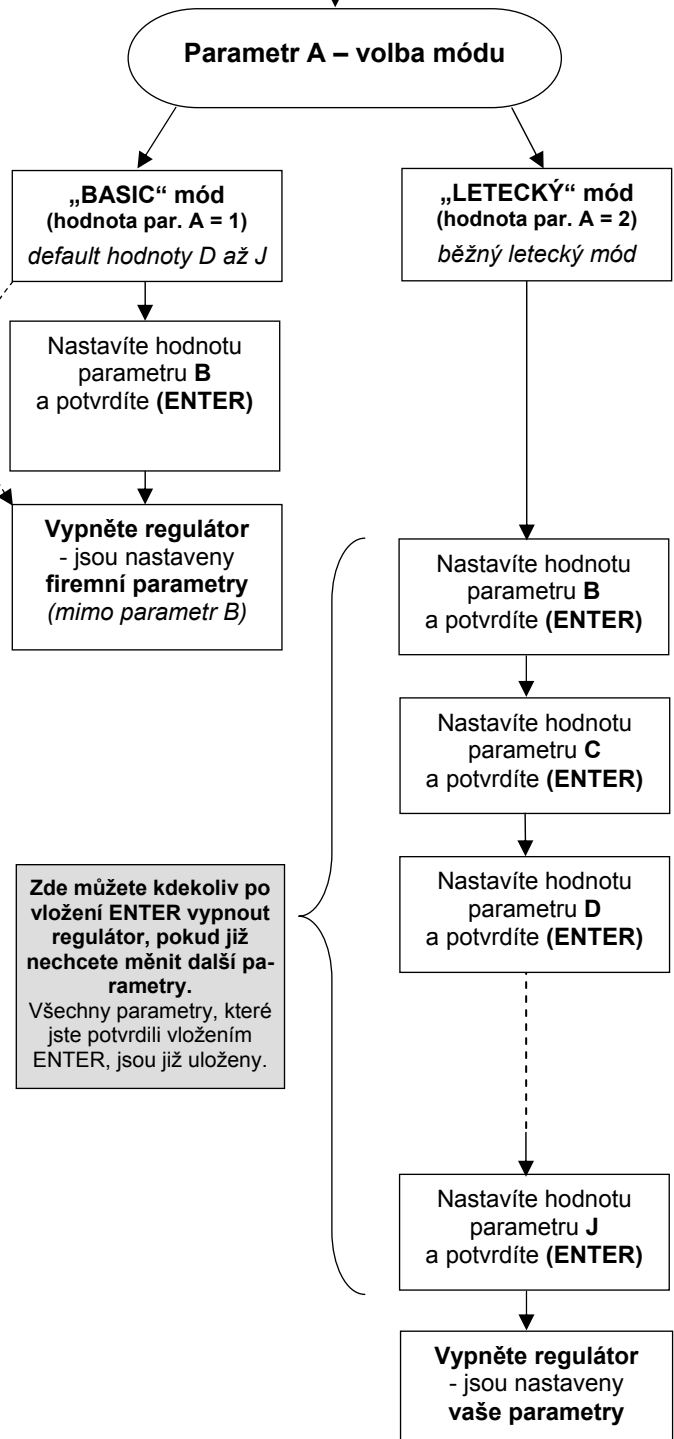 Parametr A – volba módu
„BASIC“ mód
(hodnota par. A = 1)
default hodnoty D až J
Nastavíte hodnotu
parametru B
a potvrdíte (ENTER)
Vypněte regulátor
- jsou nastaveny
firemní parametry
(mimo parametr B)
„LETECKÝ“ mód
(hodnota par. A = 2)
běžný letecký mód
Nastavíte hodnotu
parametru B
a potvrdíte (ENTER)
Nastavíte hodnotu
parametru C
a potvrdíte (ENTER)
Nastavíte hodnotu
parametru D
a potvrdíte (ENTER)
Zde můžete kdekoliv po
vložení ENTER vypnout
regulátor, pokud již
nechcete měnit další pa-
rametry.
Všechny parametry, které
jste potvrdili vložením
ENTER, jsou již uloženy.
Nastavíte hodnotu
parametru J
a potvrdíte (ENTER)
Vypněte regulátor
- jsou nastaveny
vaše parametry